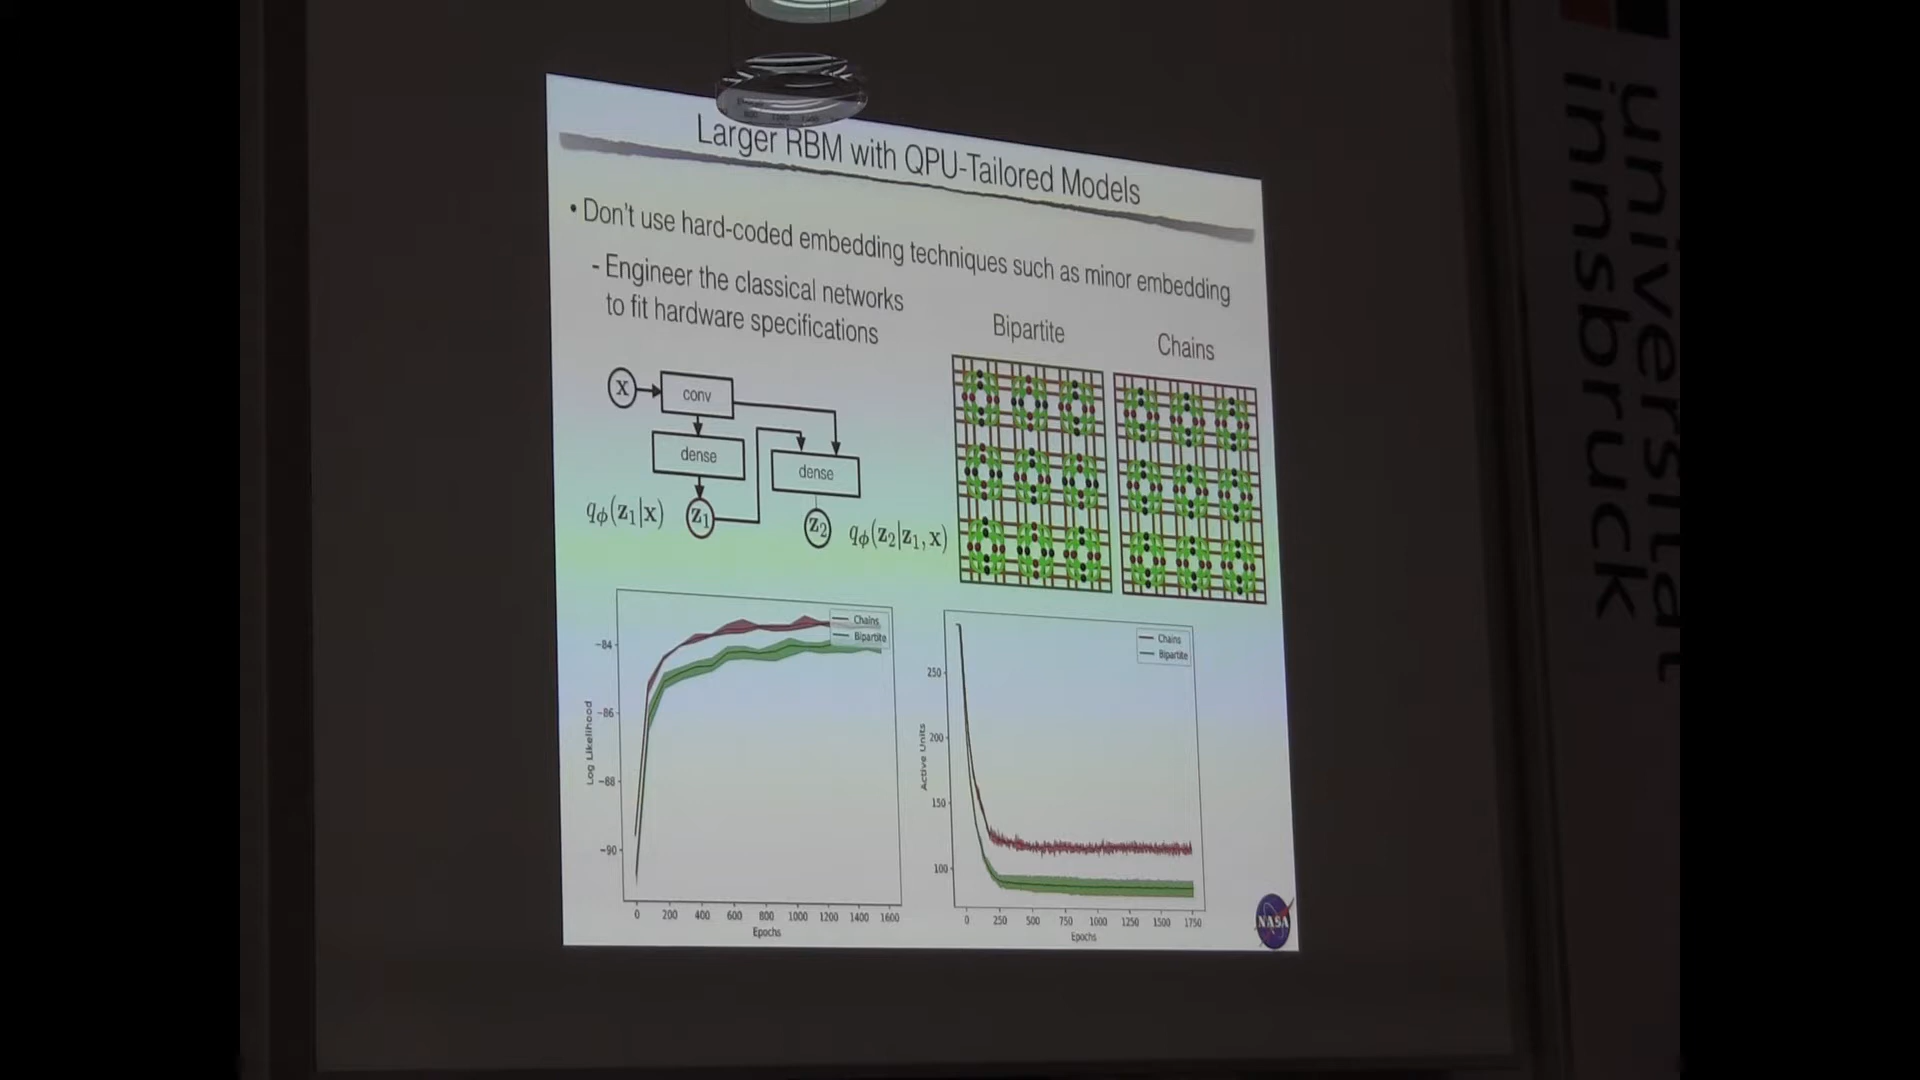 Larger RBM with QPU-Tailored Models
• Don't use hard-coded embedding techniques such as minor embedding
- Engineer the classical networks
to fit hardware specifications
Bipartite
Chains
x
conv
dense
dense
z₁
z₂
qϕ(z₁|x)
qϕ(z₂|z₁, x)
Chains
Bipartite
−84
−86
−88
−90
Log Likelihood
0 200 400 600 800 1000 1200 1400 1600
Epochs
Chains
Bipartite
250
200
150
100
Active Units
0 250 500 750 1000 1250 1500 1750
Epochs
NASA
universität
innsbruck